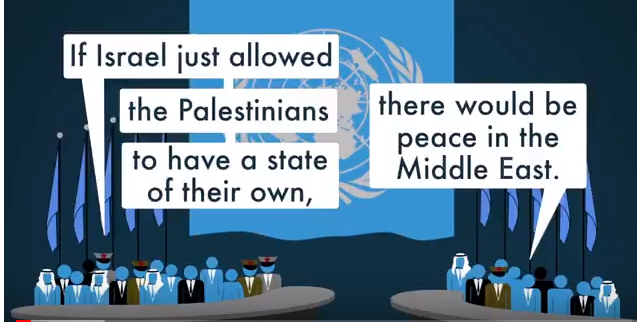 If Israel just allowed
the Palestinians
to have a state
of their own,
there would be
peace in the
Middle East.